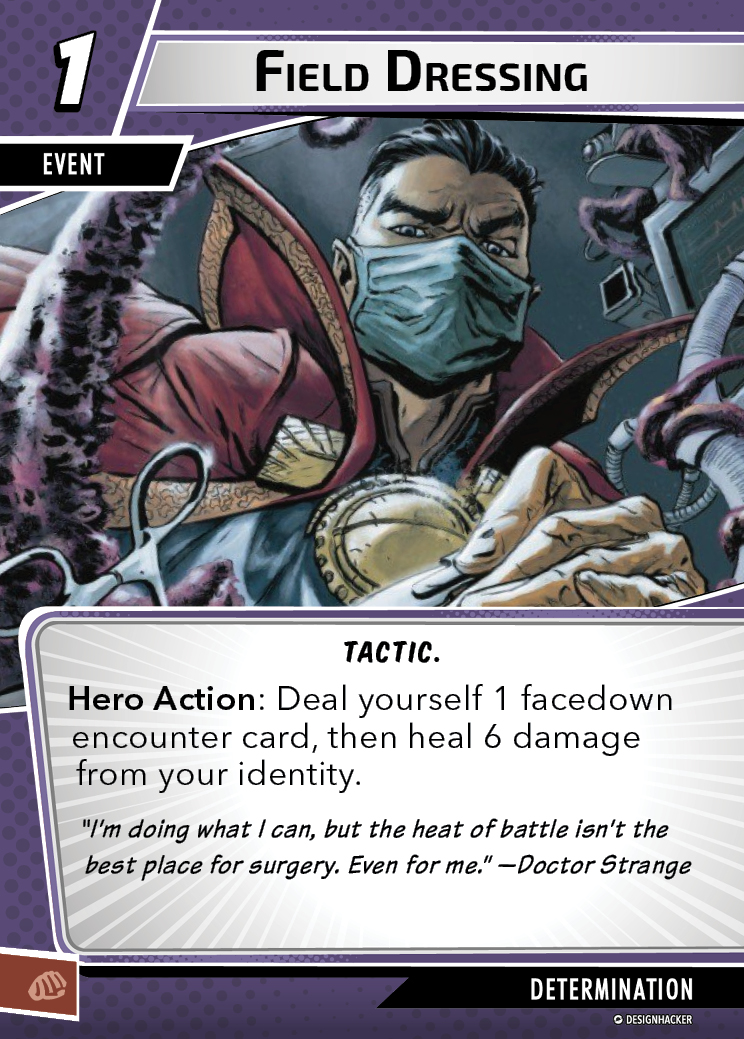 1
FIELD DRESSING
EVENT
TACTIC.
Hero Action: Deal yourself 1 facedown
encounter card, then heal 6 damage
from your identity.
"I'm doing what I can, but the heat of battle isn't the
best place for surgery. Even for me." —Doctor Strange
DETERMINATION
DESIGNHACKER